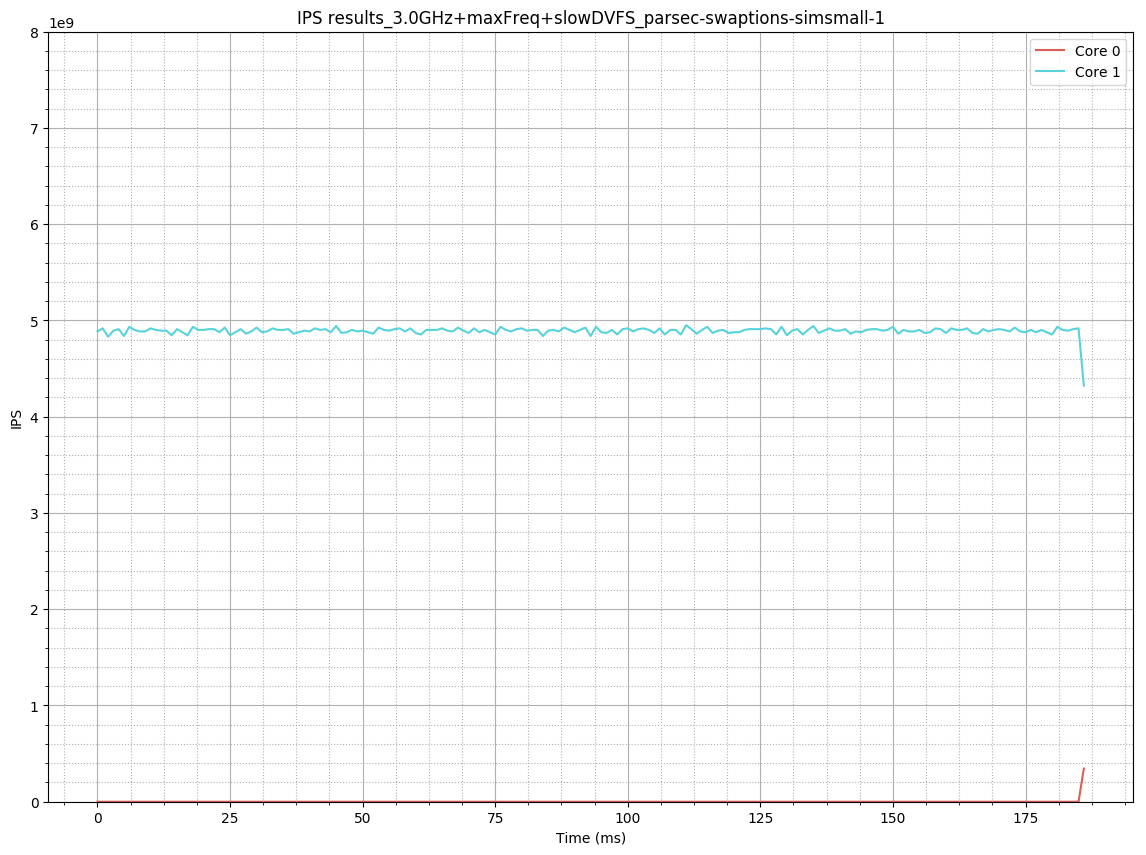 IPS results_3.0GHz+maxFreq+slowDVFS_parsec-swaptions-simsmall-1
1e9
8
7
6
5
4
3
2
1
0
IPS
Core 0
Core 1
0 25 50 75 100 125 150 175
Time (ms)